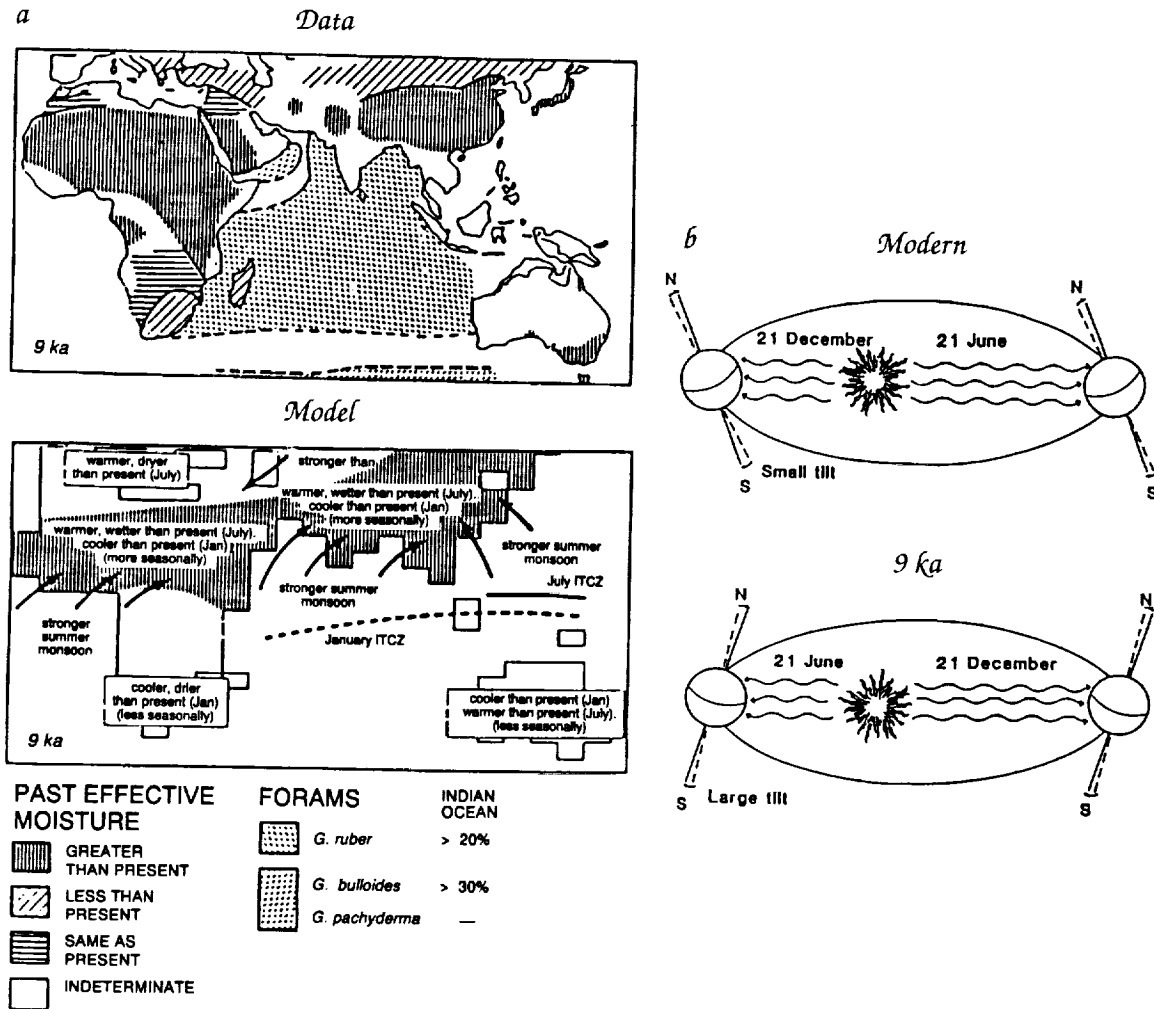 a
Data
9 ka
Model
warmer, dryer
than present (July)
stronger than
warmer, wetter than present (July).
cooler than present (Jan)
(more seasonally)
warmer, wetter than present (July).
cooler than present (Jan)
(more seasonally)
stronger summer
monsoon
July ITCZ
stronger summer
monsoon
stronger
summer
monsoon
January ITCZ
cooler, drier
than present (Jan)
(less seasonally)
cooler than present (Jan)
warmer than present (July).
(less seasonally)
9 ka
PAST EFFECTIVE
MOISTURE
GREATER
THAN PRESENT
LESS THAN
PRESENT
SAME AS
PRESENT
INDETERMINATE
FORAMS
INDIAN
OCEAN
G. ruber > 20%
G. bulloides > 30%
G. pachyderma —
b
Modern
N
N
21 December
21 June
Small tilt
S
S
9 ka
N
N
21 June
21 December
Large tilt
S
S